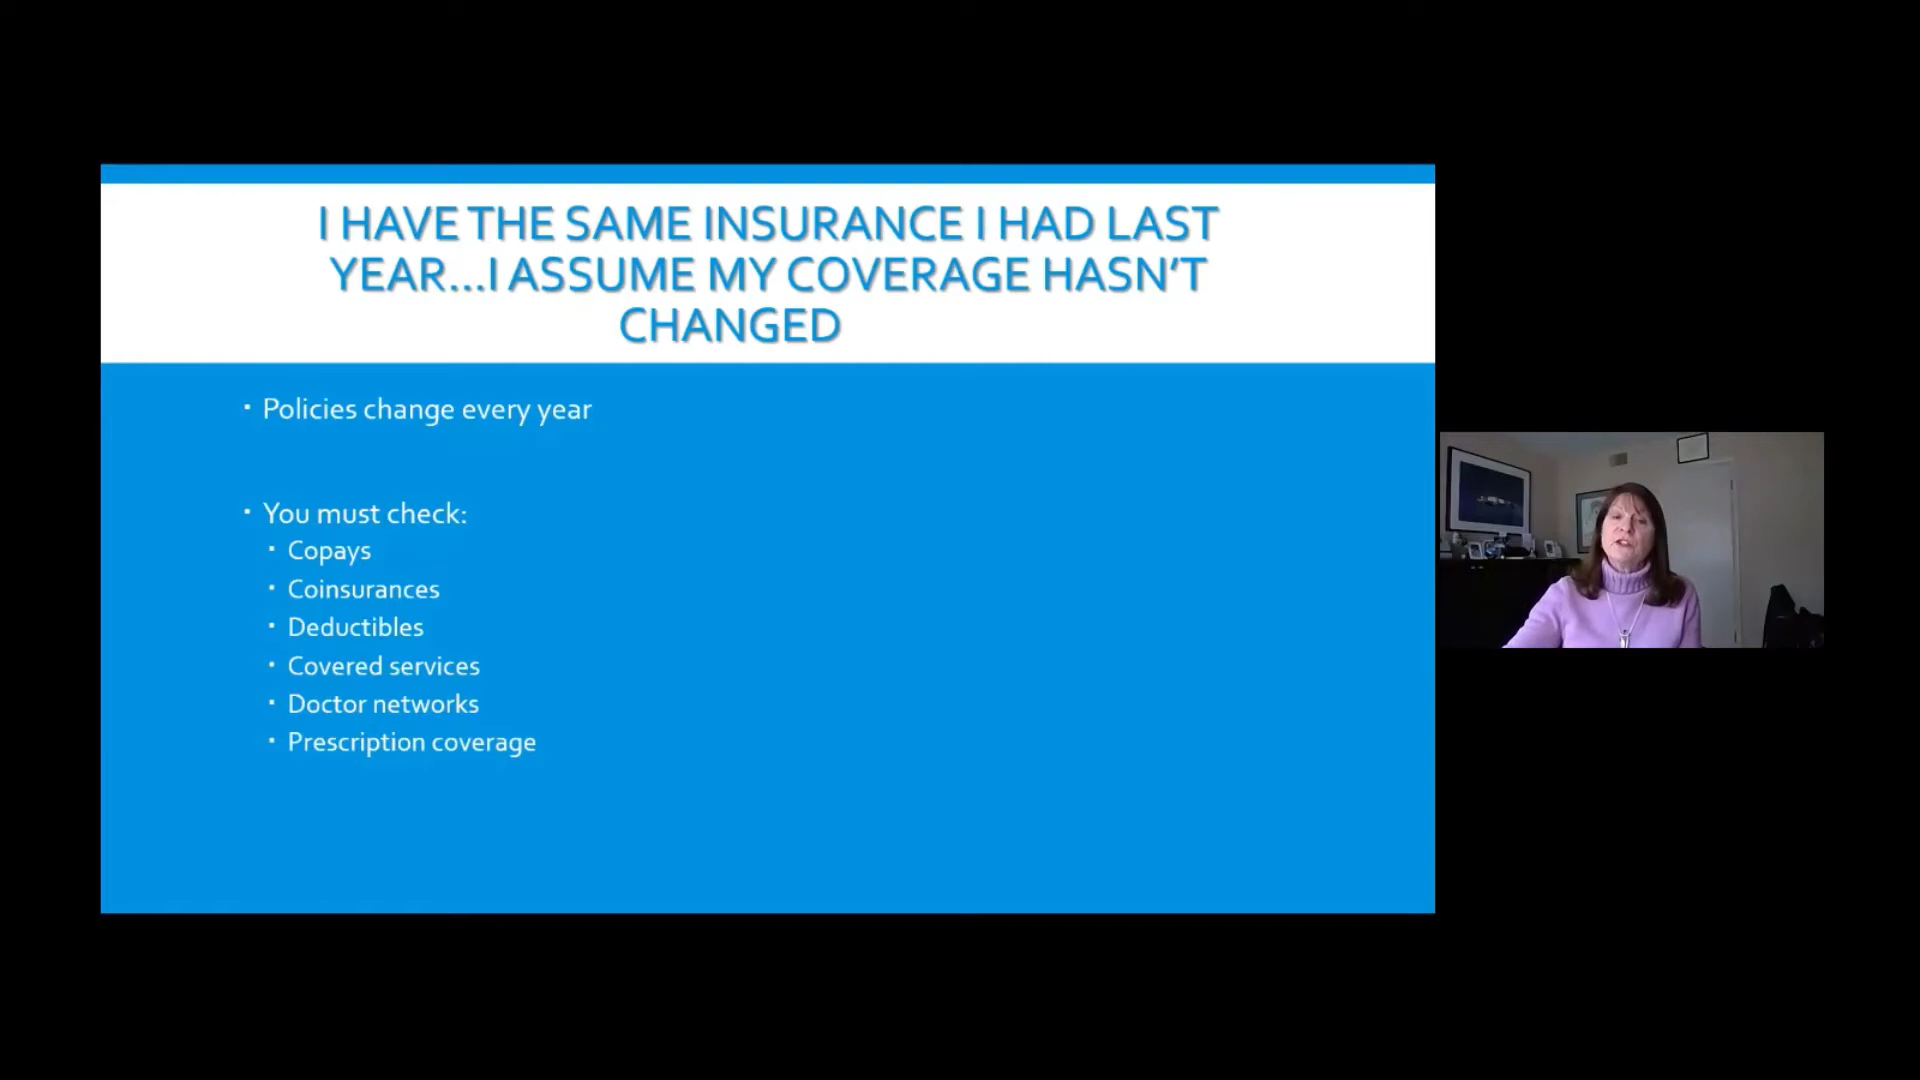 I HAVE THE SAME INSURANCE I HAD LAST
YEAR...I ASSUME MY COVERAGE HASN'T
CHANGED
▪ Policies change every year
▪ You must check:
▪ Copays
▪ Coinsurances
▪ Deductibles
▪ Covered services
▪ Doctor networks
▪ Prescription coverage